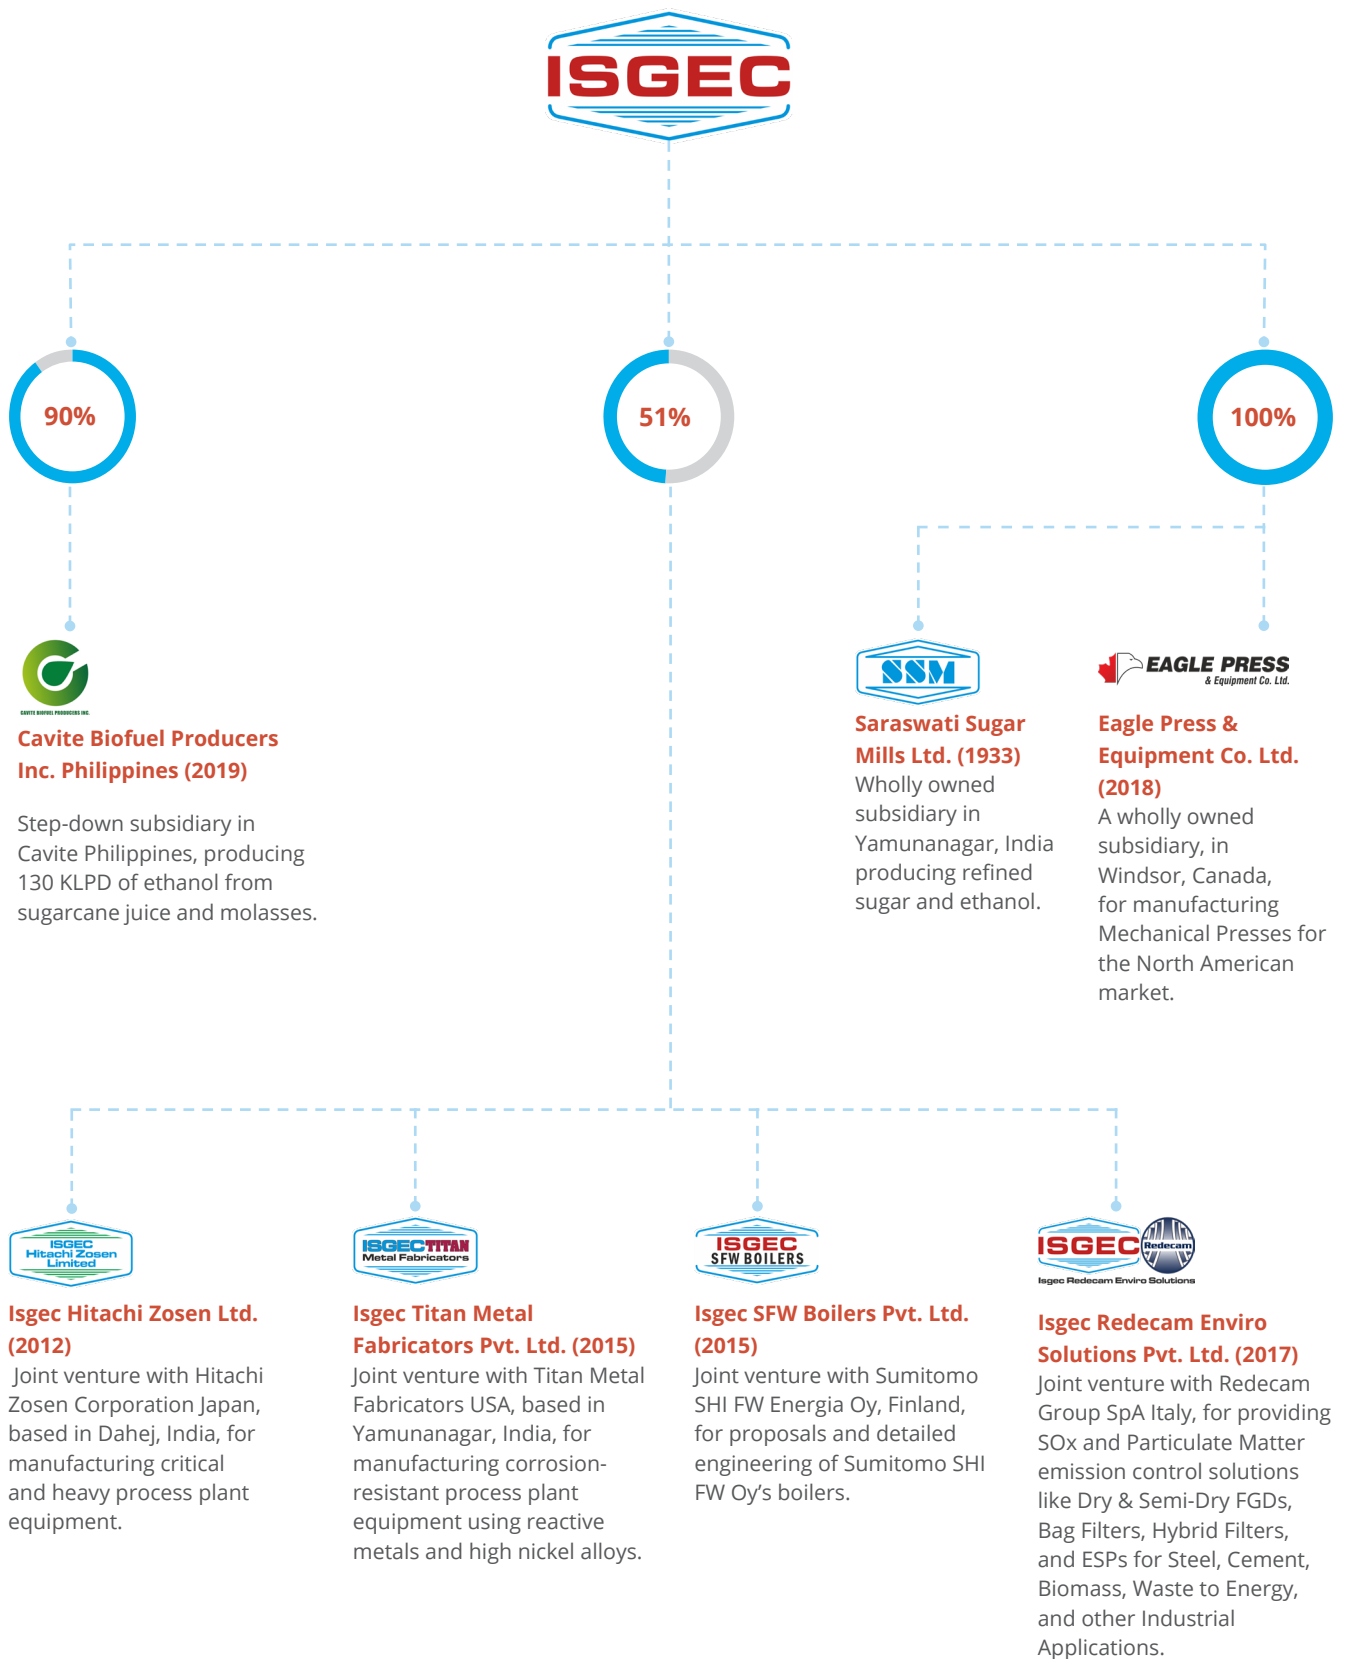 ISGEC
90%
51%
100%
CAVITE BIOFUEL PRODUCERS INC.
Cavite Biofuel Producers
Inc. Philippines (2019)
Step-down subsidiary in
Cavite Philippines, producing
130 KLPD of ethanol from
sugarcane juice and molasses.
SSM
Saraswati Sugar
Mills Ltd. (1933)
Wholly owned
subsidiary in
Yamunanagar, India
producing refined
sugar and ethanol.
EAGLE PRESS
& Equipment Co. Ltd.
Eagle Press &
Equipment Co. Ltd.
(2018)
A wholly owned
subsidiary, in
Windsor, Canada,
for manufacturing
Mechanical Presses for
the North American
market.
ISGEC
Hitachi Zosen
Limited
Isgec Hitachi Zosen Ltd.
(2012)
Joint venture with Hitachi
Zosen Corporation Japan,
based in Dahej, India, for
manufacturing critical
and heavy process plant
equipment.
ISGEC TITAN
Metal Fabricators
Isgec Titan Metal
Fabricators Pvt. Ltd. (2015)
Joint venture with Titan Metal
Fabricators USA, based in
Yamunanagar, India, for
manufacturing corrosion-
resistant process plant
equipment using reactive
metals and high nickel alloys.
ISGEC
SFW BOILERS
Isgec SFW Boilers Pvt. Ltd.
(2015)
Joint venture with Sumitomo
SHI FW Energia Oy, Finland,
for proposals and detailed
engineering of Sumitomo SHI
FW Oy’s boilers.
ISGEC Redecam
Isgec Redecam Enviro Solutions
Isgec Redecam Enviro
Solutions Pvt. Ltd. (2017)
Joint venture with Redecam
Group SpA Italy, for providing
SOx and Particulate Matter
emission control solutions
like Dry & Semi-Dry FGDs,
Bag Filters, Hybrid Filters,
and ESPs for Steel, Cement,
Biomass, Waste to Energy,
and other Industrial
Applications.